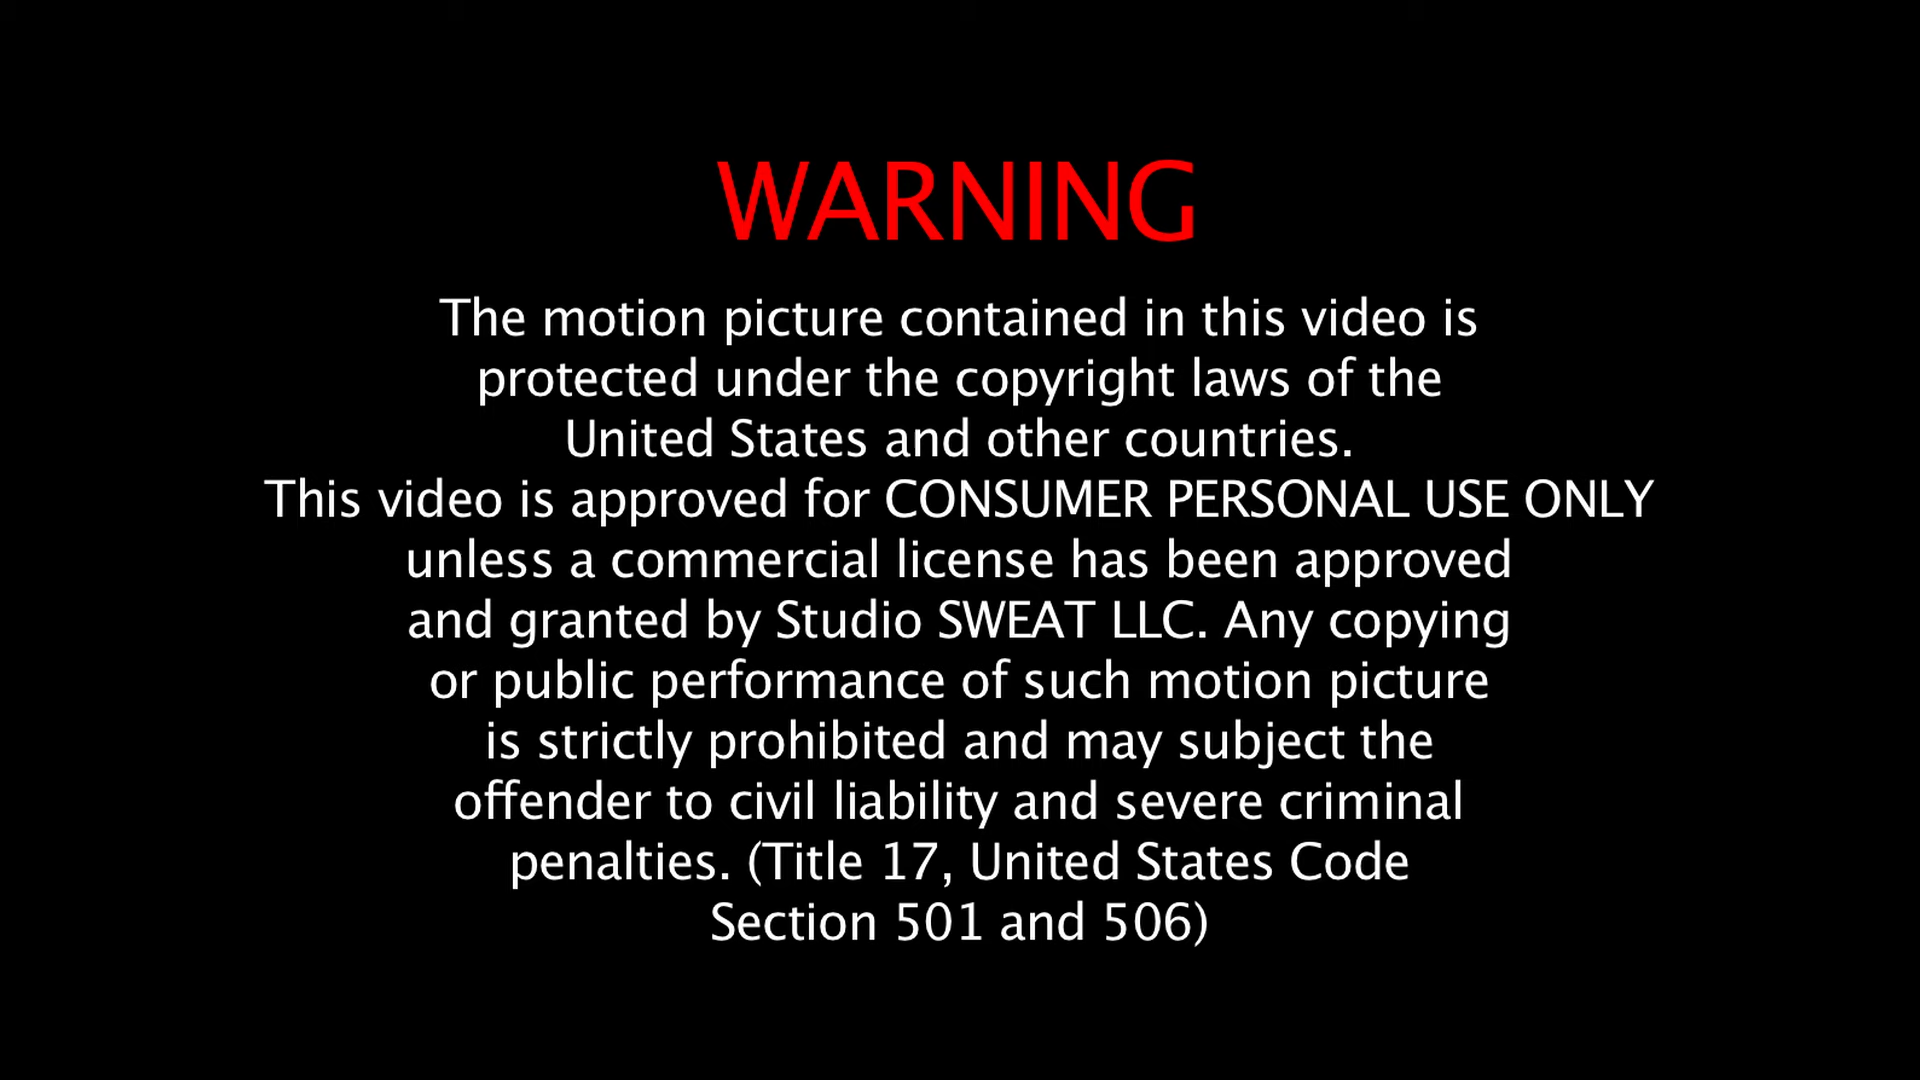 WARNING
The motion picture contained in this video is
protected under the copyright laws of the
United States and other countries.
This video is approved for CONSUMER PERSONAL USE ONLY
unless a commercial license has been approved
and granted by Studio SWEAT LLC. Any copying
or public performance of such motion picture
is strictly prohibited and may subject the
offender to civil liability and severe criminal
penalties. (Title 17, United States Code
Section 501 and 506)